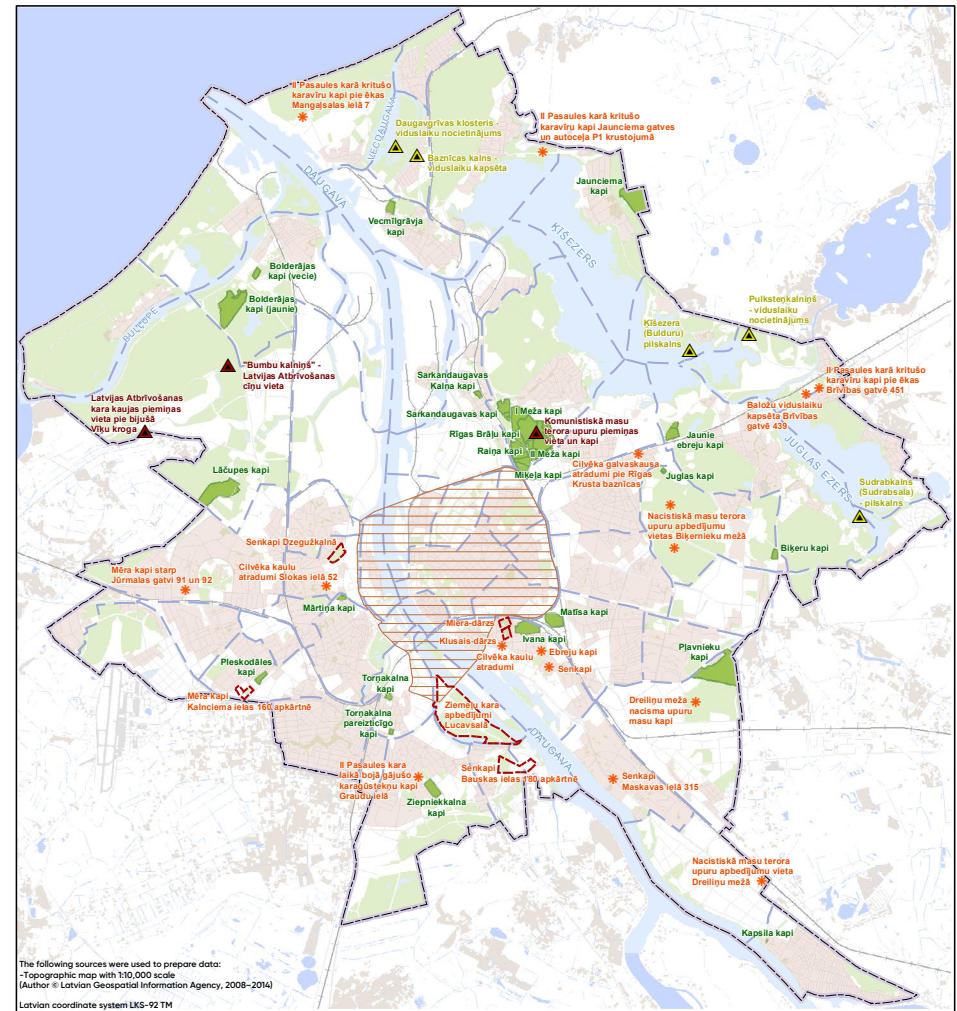 II Pasaules karā kritušo
karavīru kapi pie ēkas
Mangaļsalas ielā 7
Daugavgrīvas klosteris -
viduslaiku nocietinājums
VECDAUGAVA
Baznīcas kalns -
viduslaiku kapsēta
II Pasaules karā kritušo
karavīru kapi Jaunciema gatves
un autoceļa P1 krustojumā
Jaunciema
kapi
DAUGAVA
Vecmīlgrāvja
kapi
ĶĪŠEZERS
Bolderājas
kapi (vecie)
Bolderājas
kapi (jaunie)
BUĻĻUPE
Pulksteņkalniņš
- viduslaiku
nocietinājums
Ķīšezera
(Bulduru)
pilskalns
"Bumbu kalniņš" -
Latvijas Atbrīvošanas
cīņu vieta
Latvijas Atbrīvošanas
kara kaujas piemiņas
vieta pie bijušā
Vīķu kroga
Sarkandaugavas
Kalna kapi
Sarkandaugavas kapi
I Meža kapi
Rīgas Brāļu kapi
Raiņa kapi
II Meža kapi
Miķeļa kapi
Komunistiskā masu
terora upuru piemiņas
vieta un kapi
II Pasaules karā kritušo
karavīru kapi pie ēkas
Brīvības gatvē 451
Baložu viduslaiku
kapsēta Brīvības
gatvē 439
Jaunie
ebreju kapi
JUGLAS EZERS
Cilvēka galvaskausa
atradumi pie Rīgas
Krusta baznīcas
Juglas kapi
Lāčupes kapi
Sudrabkalns
(Sudrabsala)
- pilskalns
Nacistiskā masu terora
upuru apbedījumu
vietas Biķernieku mežā
Biķeru kapi
Senkapi Dzegužkalnā
Cilvēka kaulu
atradumi Slokas ielā 52
Mēra kapi starp
Jūrmalas gatvi 91 un 92
Mārtiņa kapi
Matīsa kapi
Miera-dārzs
Klusais-dārzs
Ivana kapi
Cilvēka kaulu
atradumi
Ebreju kapi
Senkapi
Pļavnieku
kapi
Pleskodāles
kapi
Mēra kapi
Kalnciema ielas 160 apkārtnē
Torņakalna
kapi
Torņakalna
pareizticīgo
kapi
Ziemeļu kara
apbedījumi
Lucavsalā
Dreiliņu meža
nacisma upuru
masu kapi
DAUGAVA
Senkapi
Bauskas ielas 180 apkārtnē
II Pasaules kara
laikā bojā gājušo
karagūstekņu kapi
Graudu ielā
Ziepniekkalna
kapi
Senkapi
Maskavas ielā 315
Nacistiskā masu terora
upuru apbedījumu vieta
Dreiliņu mežā
Kapsila kapi
The following sources were used to prepare data:
-Topographic map with 1:10,000 scale
(Author © Latvian Geospatial Information Agency, 2008–2014)
Latvian coordinate system LKS-92 TM